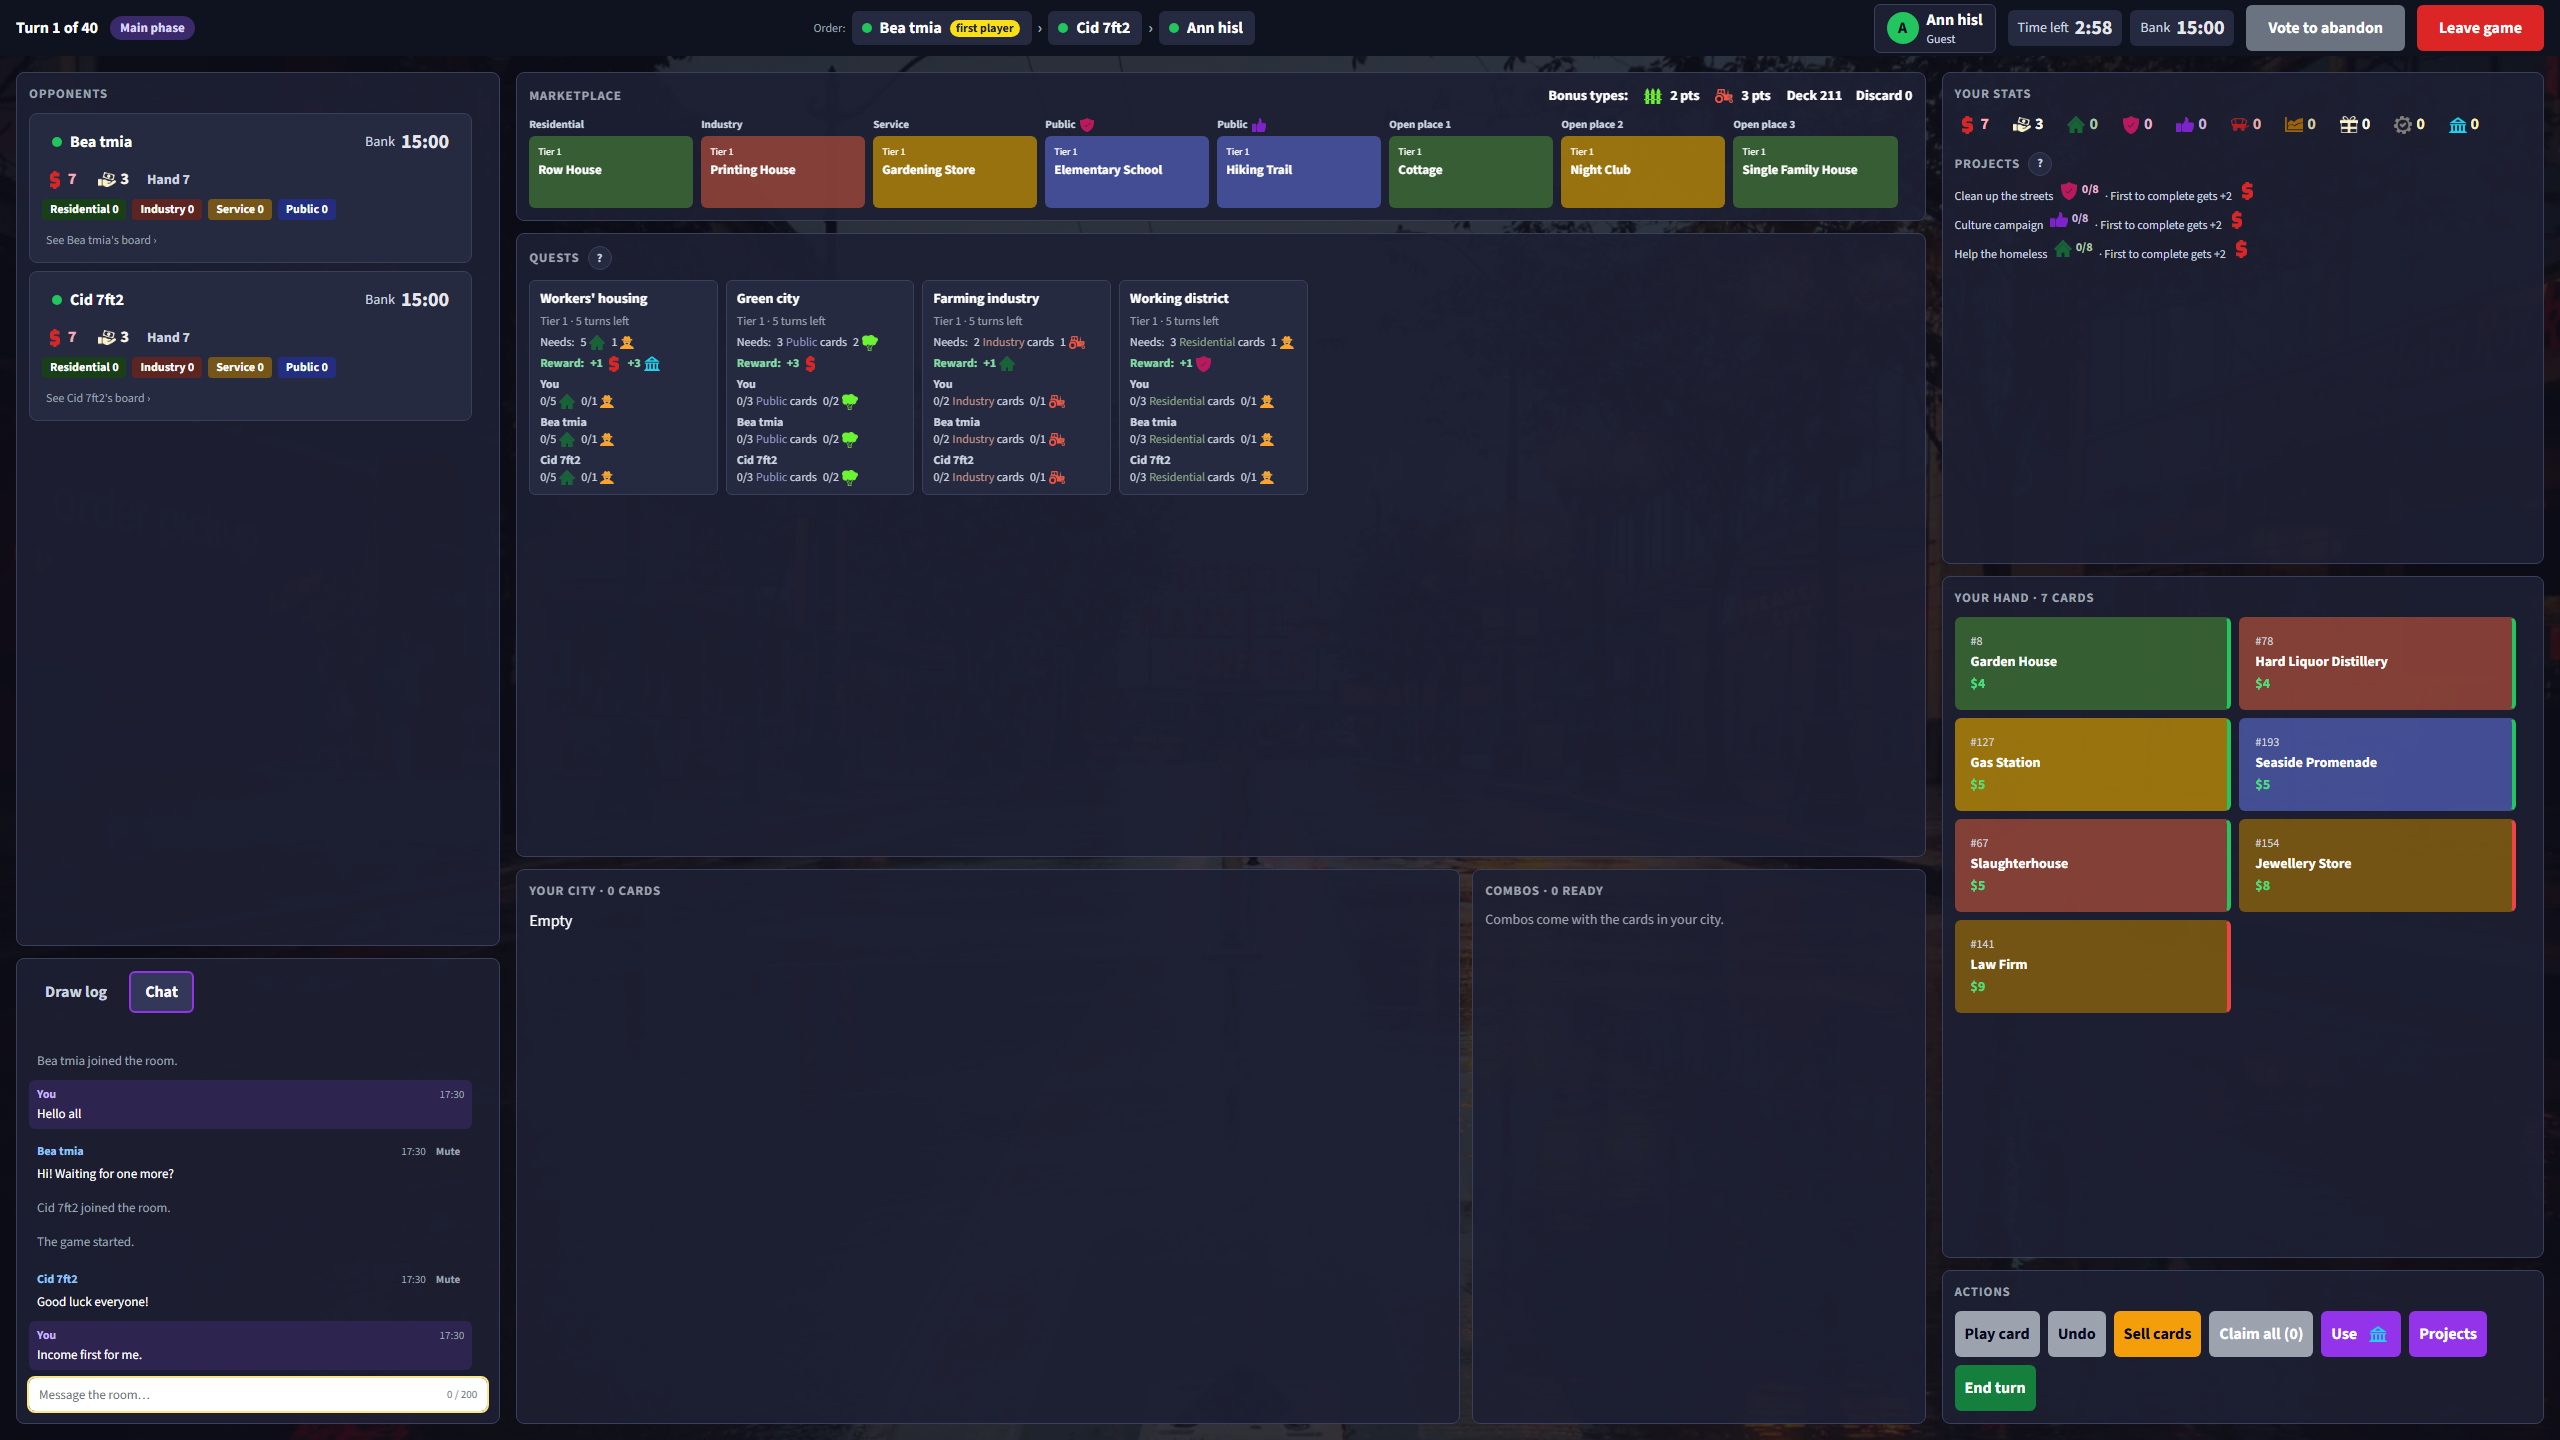 Turn 1 of 40 Main phase
Order: Bea tmia first player › Cid 7ft2 › Ann hisl
A Ann hisl
Guest
Time left 2:58 Bank 15:00 Vote to abandon Leave game
OPPONENTS
Bea tmia Bank 15:00
7 3 Hand 7
Residential 0 Industry 0 Service 0 Public 0
See Bea tmia's board ›
Cid 7ft2 Bank 15:00
7 3 Hand 7
Residential 0 Industry 0 Service 0 Public 0
See Cid 7ft2's board ›
MARKETPLACE
Bonus types: 2 pts 3 pts Deck 211 Discard 0
Residential
Tier 1
Row House
Industry
Tier 1
Printing House
Service
Tier 1
Gardening Store
Public
Tier 1
Elementary School
Public
Tier 1
Hiking Trail
Open place 1
Tier 1
Cottage
Open place 2
Tier 1
Night Club
Open place 3
Tier 1
Single Family House
QUESTS ?
Workers' housing
Tier 1 · 5 turns left
Needs: 5 1
Reward: +1 +3
You
0/5 0/1
Bea tmia
0/5 0/1
Cid 7ft2
0/5 0/1
Green city
Tier 1 · 5 turns left
Needs: 3 Public cards 2
Reward: +3
You
0/3 Public cards 0/2
Bea tmia
0/3 Public cards 0/2
Cid 7ft2
0/3 Public cards 0/2
Farming industry
Tier 1 · 5 turns left
Needs: 2 Industry cards 1
Reward: +1
You
0/2 Industry cards 0/1
Bea tmia
0/2 Industry cards 0/1
Cid 7ft2
0/2 Industry cards 0/1
Working district
Tier 1 · 5 turns left
Needs: 3 Residential cards 1
Reward: +1
You
0/3 Residential cards 0/1
Bea tmia
0/3 Residential cards 0/1
Cid 7ft2
0/3 Residential cards 0/1
YOUR STATS
7 3 0 0 0 0 0 0 0 0
PROJECTS ?
Clean up the streets 0/8 · First to complete gets +2
Culture campaign 0/8 · First to complete gets +2
Help the homeless 0/8 · First to complete gets +2
YOUR HAND · 7 CARDS
#8
Garden House
$4
#78
Hard Liquor Distillery
$4
#127
Gas Station
$5
#193
Seaside Promenade
$5
#67
Slaughterhouse
$5
#154
Jewellery Store
$8
#141
Law Firm
$9
YOUR CITY · 0 CARDS
Empty
COMBOS · 0 READY
Combos come with the cards in your city.
Draw log Chat
Bea tmia joined the room.
You 17:30
Hello all
Bea tmia 17:30 Mute
Hi! Waiting for one more?
Cid 7ft2 joined the room.
The game started.
Cid 7ft2 17:30 Mute
Good luck everyone!
You 17:30
Income first for me.
Message the room… 0 / 200
ACTIONS
Play card Undo Sell cards Claim all (0) Use Projects
End turn